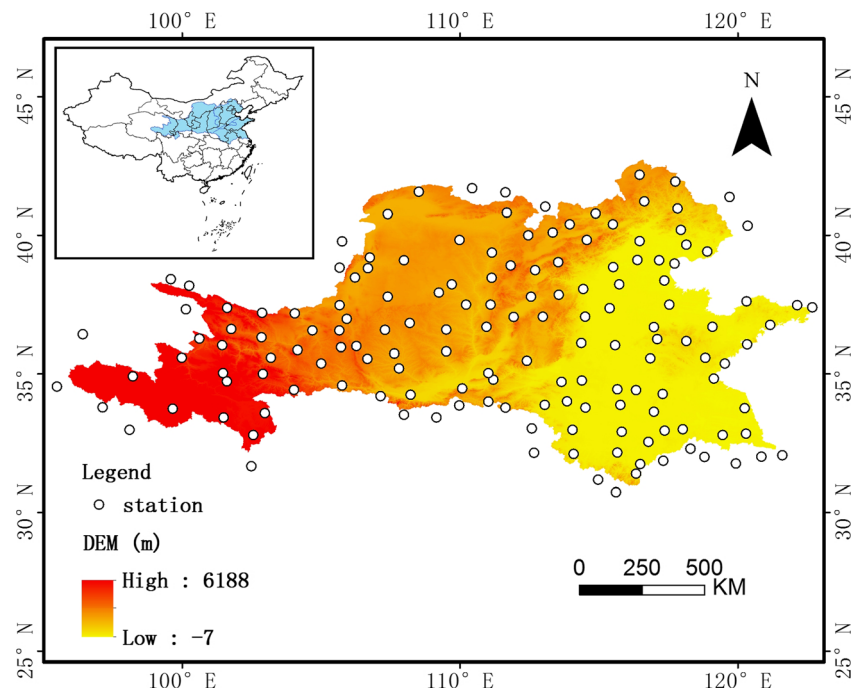 100° E 110° E 120° E
45° N 45° N
N
40° N 40° N
35° N 35° N
Legend
station
30° N 30° N
DEM (m)
High : 6188
0 250 500
KM
Low : -7
25° N 25° N
100° E 110° E 120° E